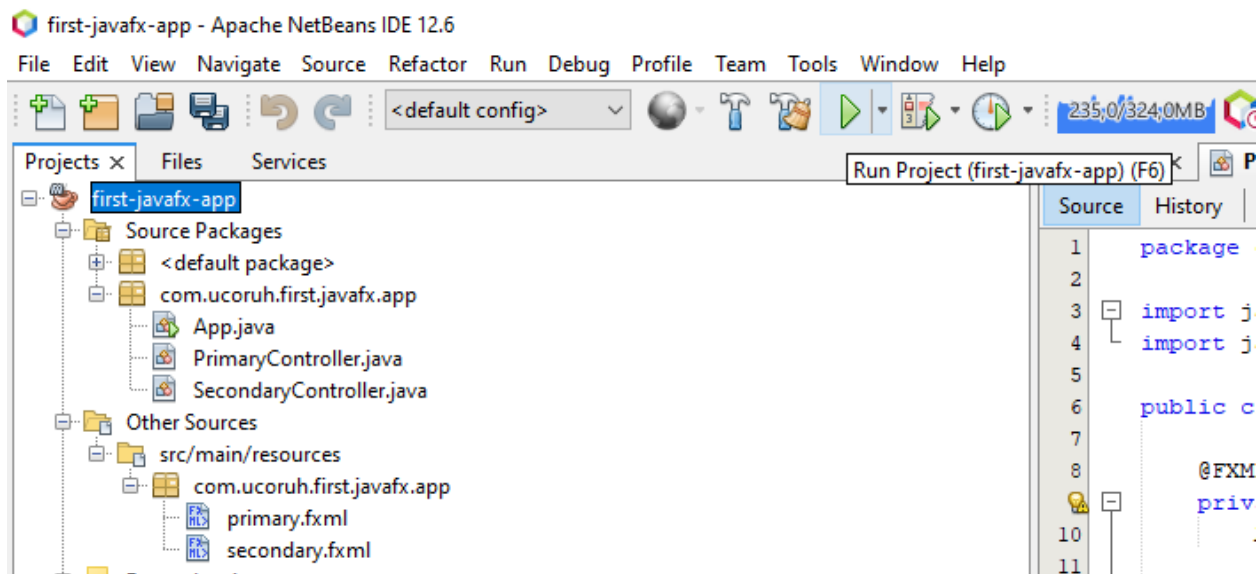 first-javafx-app - Apache NetBeans IDE 12.6
File Edit View Navigate Source Refactor Run Debug Profile Team Tools Window Help
<default config> 235,0/324,0MB
Projects × Files Services
Run Project (first-javafx-app) (F6) P
first-javafx-app
Source History
Source Packages
<default package>
com.ucoruh.first.javafx.app
App.java
PrimaryController.java
SecondaryController.java
Other Sources
src/main/resources
com.ucoruh.first.javafx.app
primary.fxml
secondary.fxml
1 package
2
3 import j
4 import j
5
6 public c
7
8 @FXM
priv
10
11